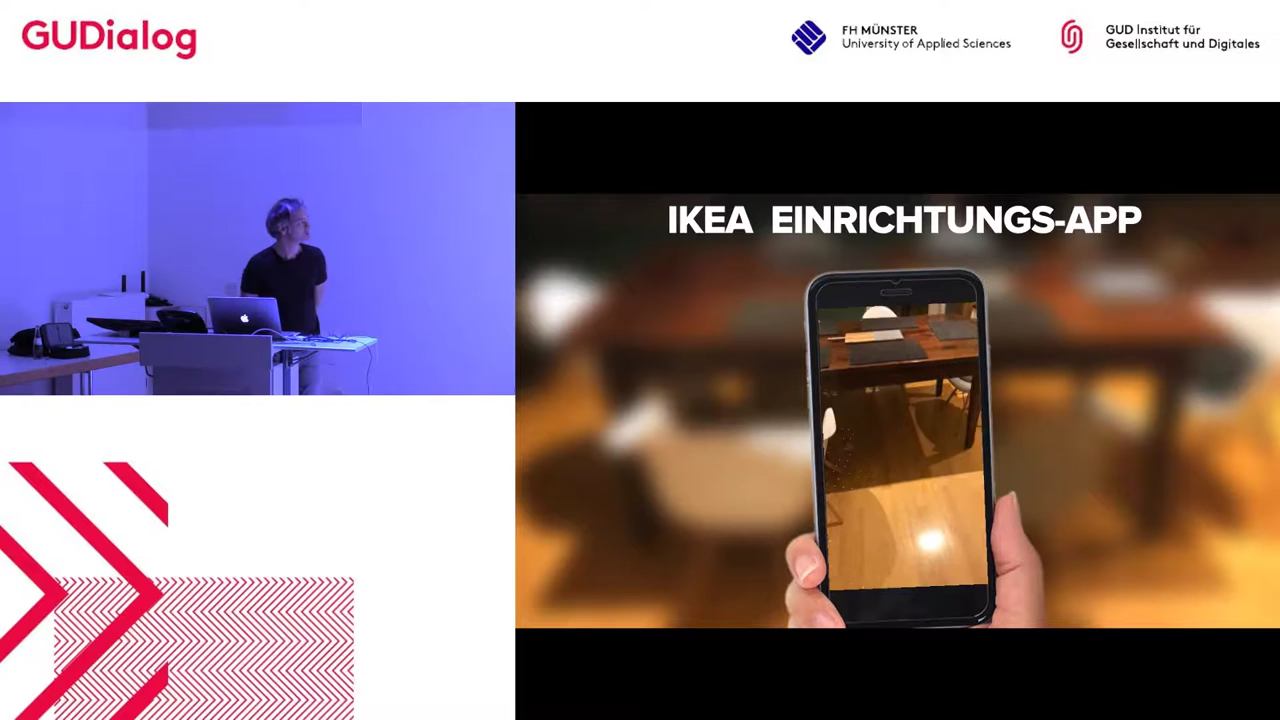 GUDialog
FH MÜNSTER
University of Applied Sciences
GUD Institut für
Gesellschaft und Digitales
IKEA EINRICHTUNGS-APP